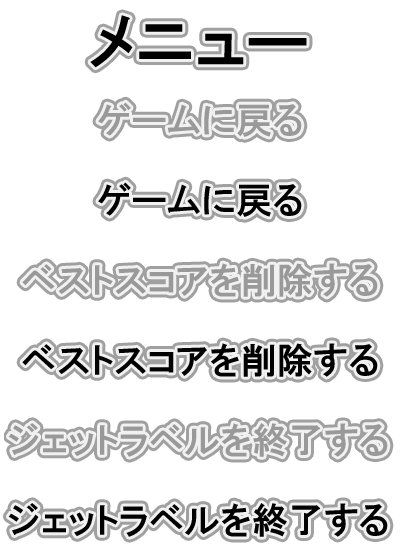 メニュー
ゲームに戻る
ゲームに戻る
ベストスコアを削除する
ベストスコアを削除する
ジェットラベルを終了する
ジェットラベルを終了する